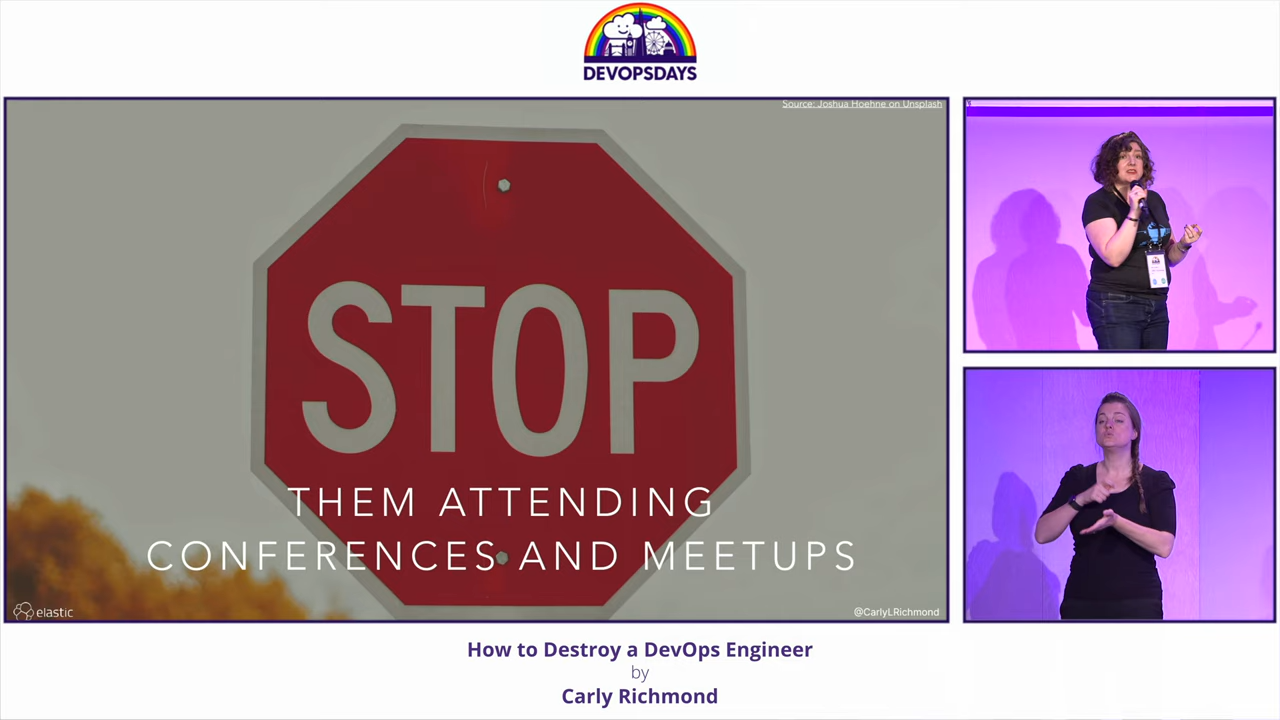 DEVOPSDAYS
Source: Joshua Hoehne on Unsplash
STOP
THEM ATTENDING
CONFERENCES AND MEETUPS
elastic
@CarlyLRichmond
How to Destroy a DevOps Engineer
by
Carly Richmond